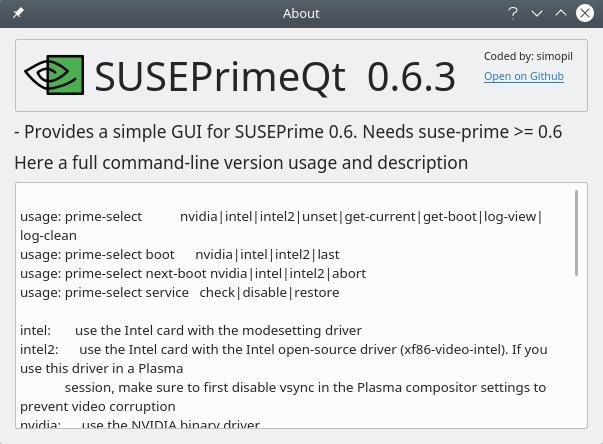 About
SUSEPrimeQt 0.6.3
Coded by: simopil
Open on Github
- Provides a simple GUI for SUSEPrime 0.6. Needs suse-prime >= 0.6
Here a full command-line version usage and description
usage: prime-select nvidia|intel|intel2|unset|get-current|get-boot|log-view|
log-clean
usage: prime-select boot nvidia|intel|intel2|last
usage: prime-select next-boot nvidia|intel|intel2|abort
usage: prime-select service check|disable|restore
intel: use the Intel card with the modesetting driver
intel2: use the Intel card with the Intel open-source driver (xf86-video-intel). If you
use this driver in a Plasma
session, make sure to first disable vsync in the Plasma compositor settings to
prevent video corruption
nvidia: use the NVIDIA binary driver